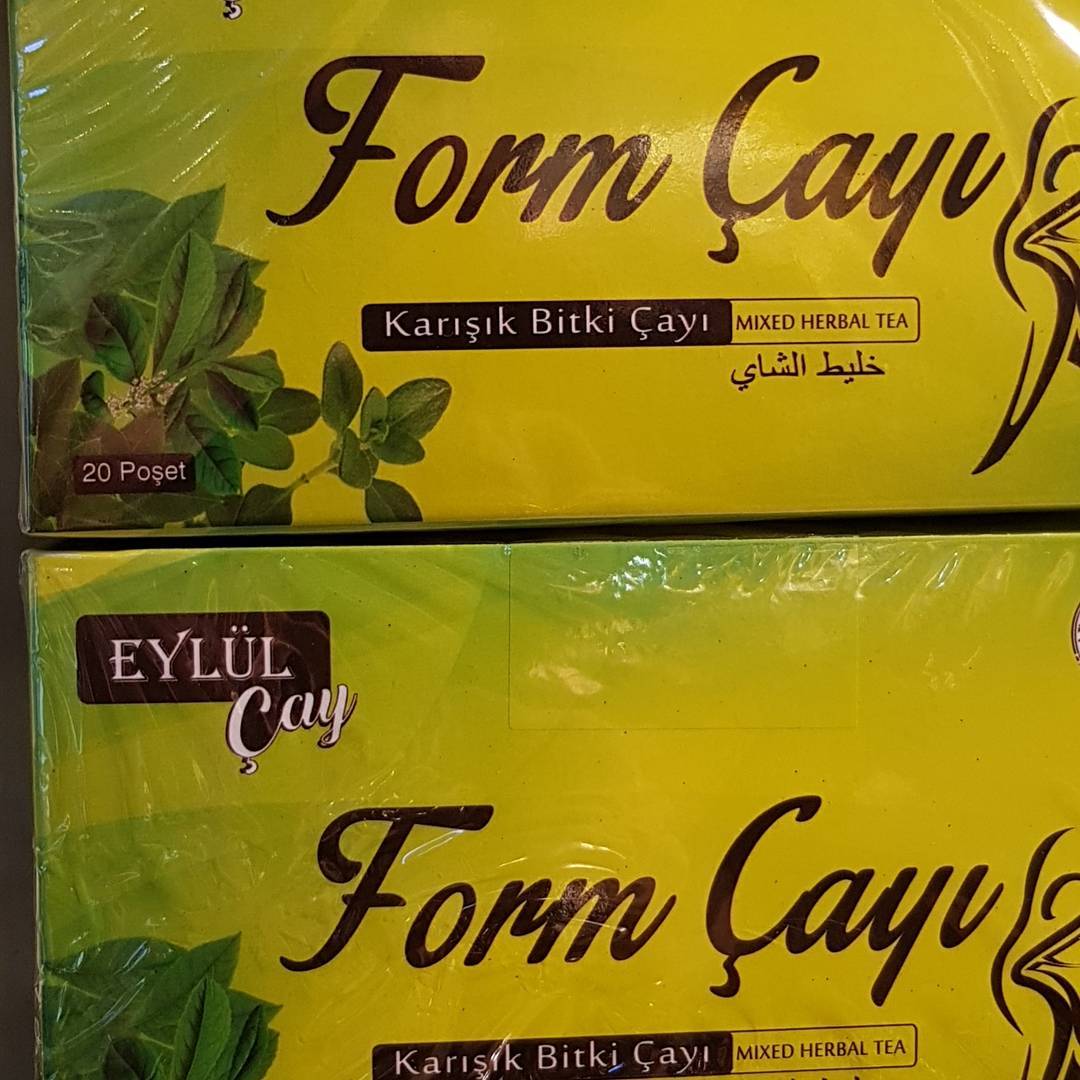 Form Çayı
Karışık Bitki Çayı MIXED HERBAL TEA
خليط الشاي
20 Poşet
EYLÜL
Çay
Form Çayı
Karışık Bitki Çayı MIXED HERBAL TEA